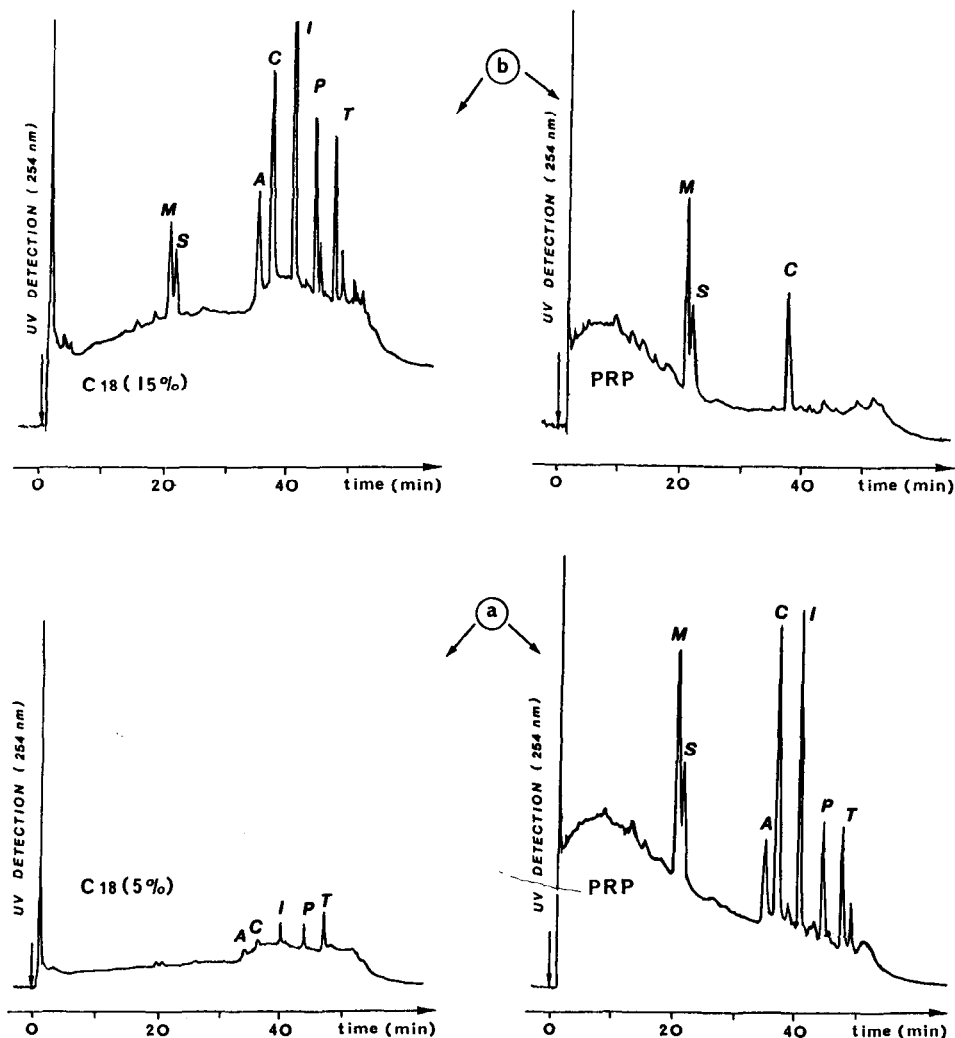 b
UV DETECTION ( 254 nm)
M
S
A
C
I
P
T
C18(15%)
0 20 40 time (min)
UV DETECTION ( 254 nm)
M
S
C
PRP
0 20 40 time (min)
a
UV DETECTION ( 254 nm)
C18(5%)
A
C
I
P
T
0 20 40 time (min)
UV DETECTION ( 254 nm)
M
S
A
C
I
P
T
PRP
0 20 40 time (min)